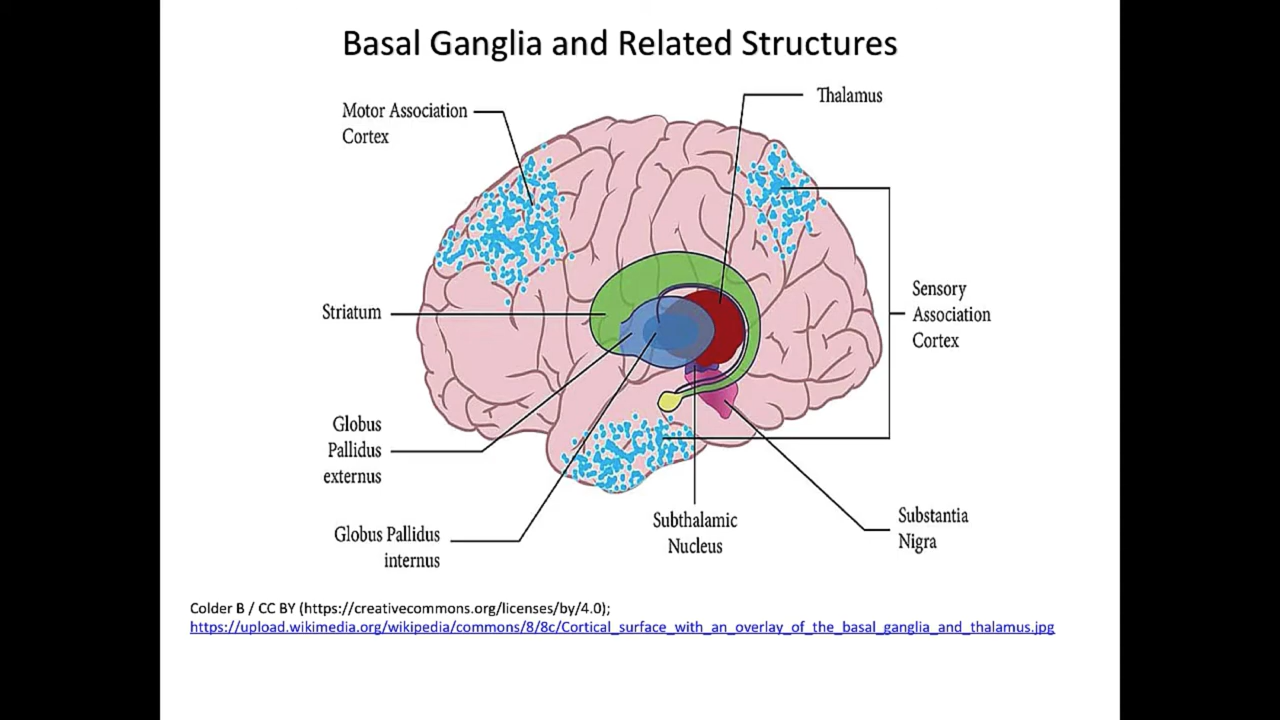 Basal Ganglia and Related Structures
Motor Association
Cortex
Thalamus
Striatum
Sensory
Association
Cortex
Globus
Pallidus
externus
Globus Pallidus
internus
Subthalamic
Nucleus
Substantia
Nigra
Colder B / CC BY (https://creativecommons.org/licenses/by/4.0);
https://upload.wikimedia.org/wikipedia/commons/8/8c/Cortical_surface_with_an_overlay_of_the_basal_ganglia_and_thalamus.jpg